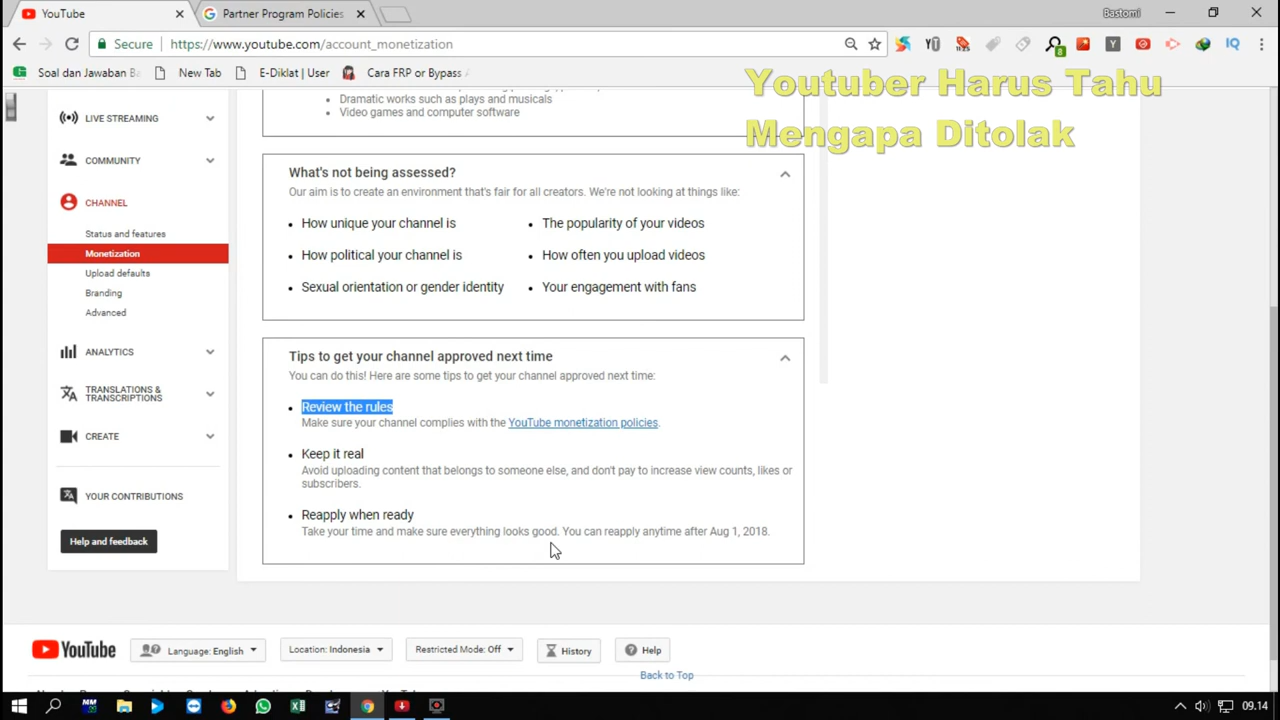 YouTube
Partner Program Policies
Bastomi
Secure
https://www.youtube.com/account_monetization
Soal dan Jawaban Ba
New Tab
E-Diklat | User
Cara FRP or Bypass
Youtuber Harus Tahu
Mengapa Ditolak
LIVE STREAMING
COMMUNITY
CHANNEL
Status and features
Monetization
Upload defaults
Branding
Advanced
ANALYTICS
TRANSLATIONS &
TRANSCRIPTIONS
CREATE
YOUR CONTRIBUTIONS
Help and feedback
Dramatic works such as plays and musicals
Video games and computer software
What's not being assessed?
Our aim is to create an environment that's fair for all creators. We're not looking at things like:
How unique your channel is
The popularity of your videos
How political your channel is
How often you upload videos
Sexual orientation or gender identity
Your engagement with fans
Tips to get your channel approved next time
You can do this! Here are some tips to get your channel approved next time:
Review the rules
Make sure your channel complies with the YouTube monetization policies.
Keep it real
Avoid uploading content that belongs to someone else, and don't pay to increase view counts, likes or
subscribers.
Reapply when ready
Take your time and make sure everything looks good. You can reapply anytime after Aug 1, 2018.
YouTube
Language: English
Location: Indonesia
Restricted Mode: Off
History
Help
Back to Top
09.14